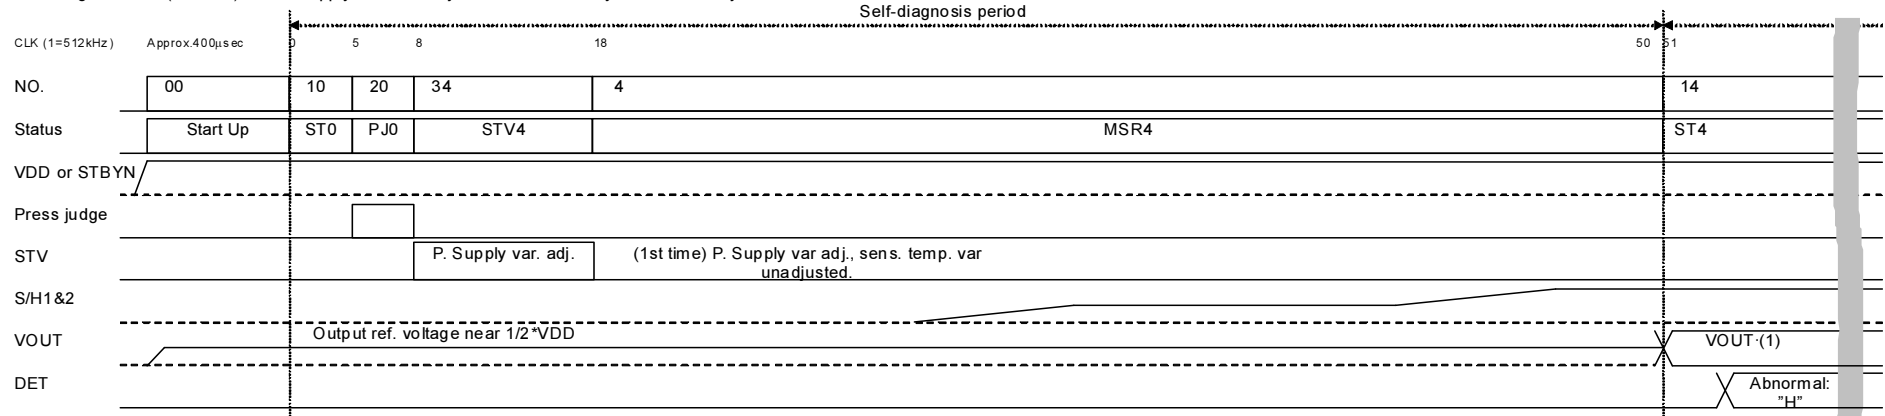 Self-diagnosis period
CLK (1=512kHz) Approx.400μsec 0 5 8 18 50 51
NO. 00 10 20 34 4 14
Status Start Up ST0 PJ0 STV4 MSR4 ST4
VDD or STBYN
Press judge
STV P. Supply var. adj. (1st time) P. Supply var adj., sens. temp. var
unadjusted.
S/H1&2
Output ref. voltage near 1/2*VDD
VOUT VOUT·(1)
DET Abnormal:
"H"